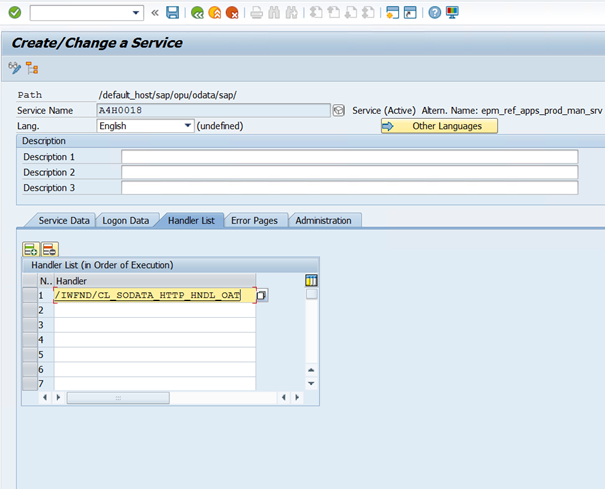 Create/Change a Service
Path /default_host/sap/opu/odata/sap/
Service Name A4H0018 Service (Active) Altern. Name: epm_ref_apps_prod_man_srv
Lang. English (undefined) Other Languages
Description
Description 1
Description 2
Description 3
Service Data Logon Data Handler List Error Pages Administration
Handler List (in Order of Execution)
N.. Handler
1 /IWFND/CL_SODATA_HTTP_HNDL_OAT
2
3
4
5
6
7